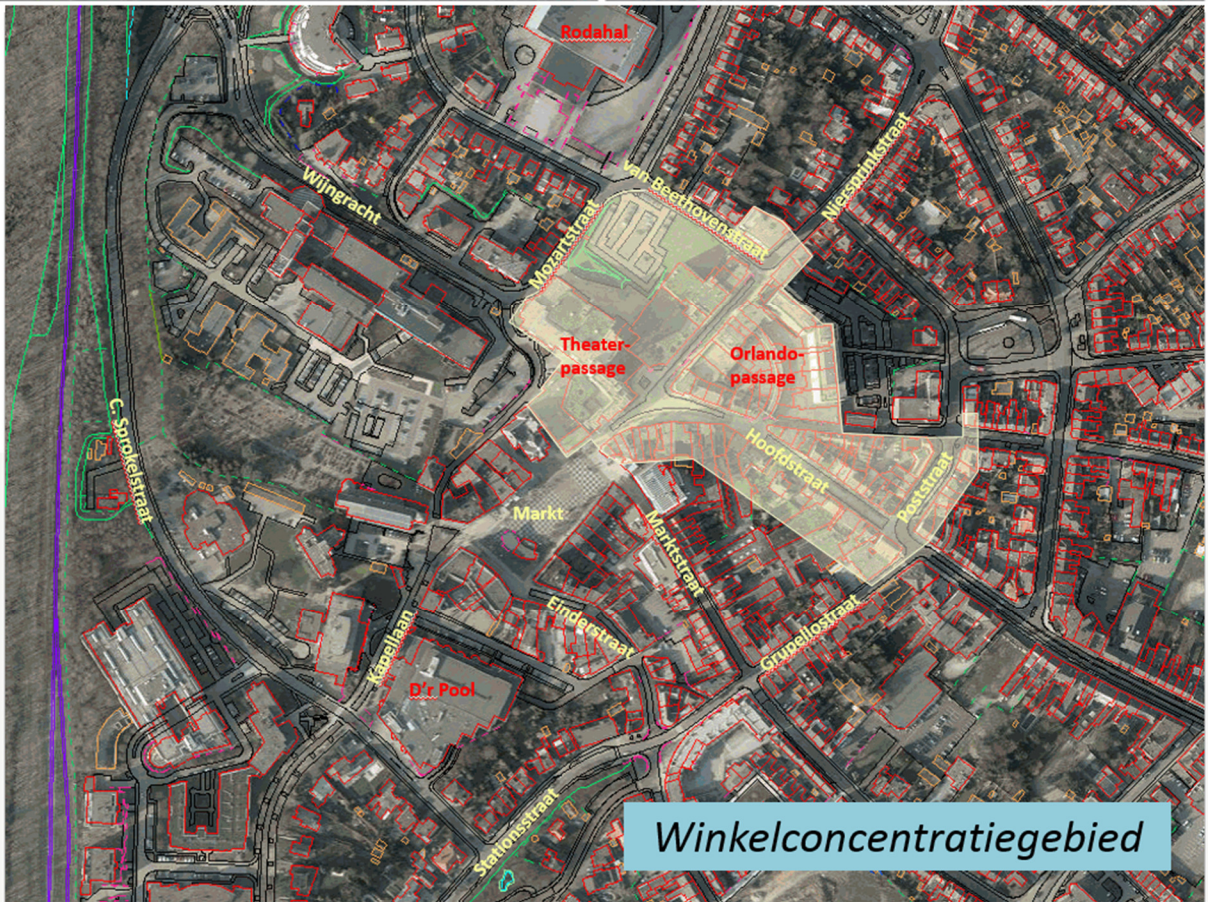 Rodahal
van Beethovenstraat
Niersprinkstraat
Wijngracht
Mozartstraat
Theater-
passage
Orlando-
passage
C. Sprokelstraat
Hoofdstraat
Poststraat
Markt
Marktstraat
Einderstraat
Grupellostraat
Kapellaan
D'r Pool
Stationsstraat
Winkelconcentratiegebied